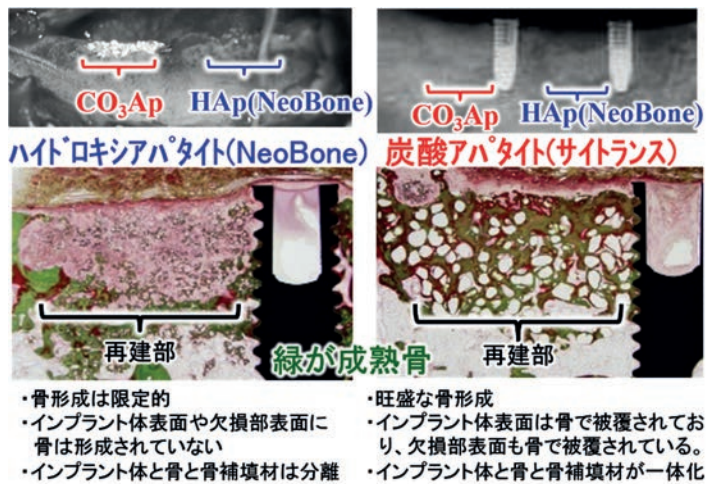 CO₃Ap
HAp(NeoBone)
CO₃Ap
HAp(NeoBone)
ハイドロキシアパタイト(NeoBone)
炭酸アパタイト(サイトランス)
再建部
緑が成熟骨
再建部
・骨形成は限定的
・インプラント体表面や欠損部表面に
骨は形成されていない
・インプラント体と骨と骨補填材は分離
・旺盛な骨形成
・インプラント体表面は骨で被覆されてお
り、欠損部表面も骨で被覆されている。
・インプラント体と骨と骨補填材が一体化